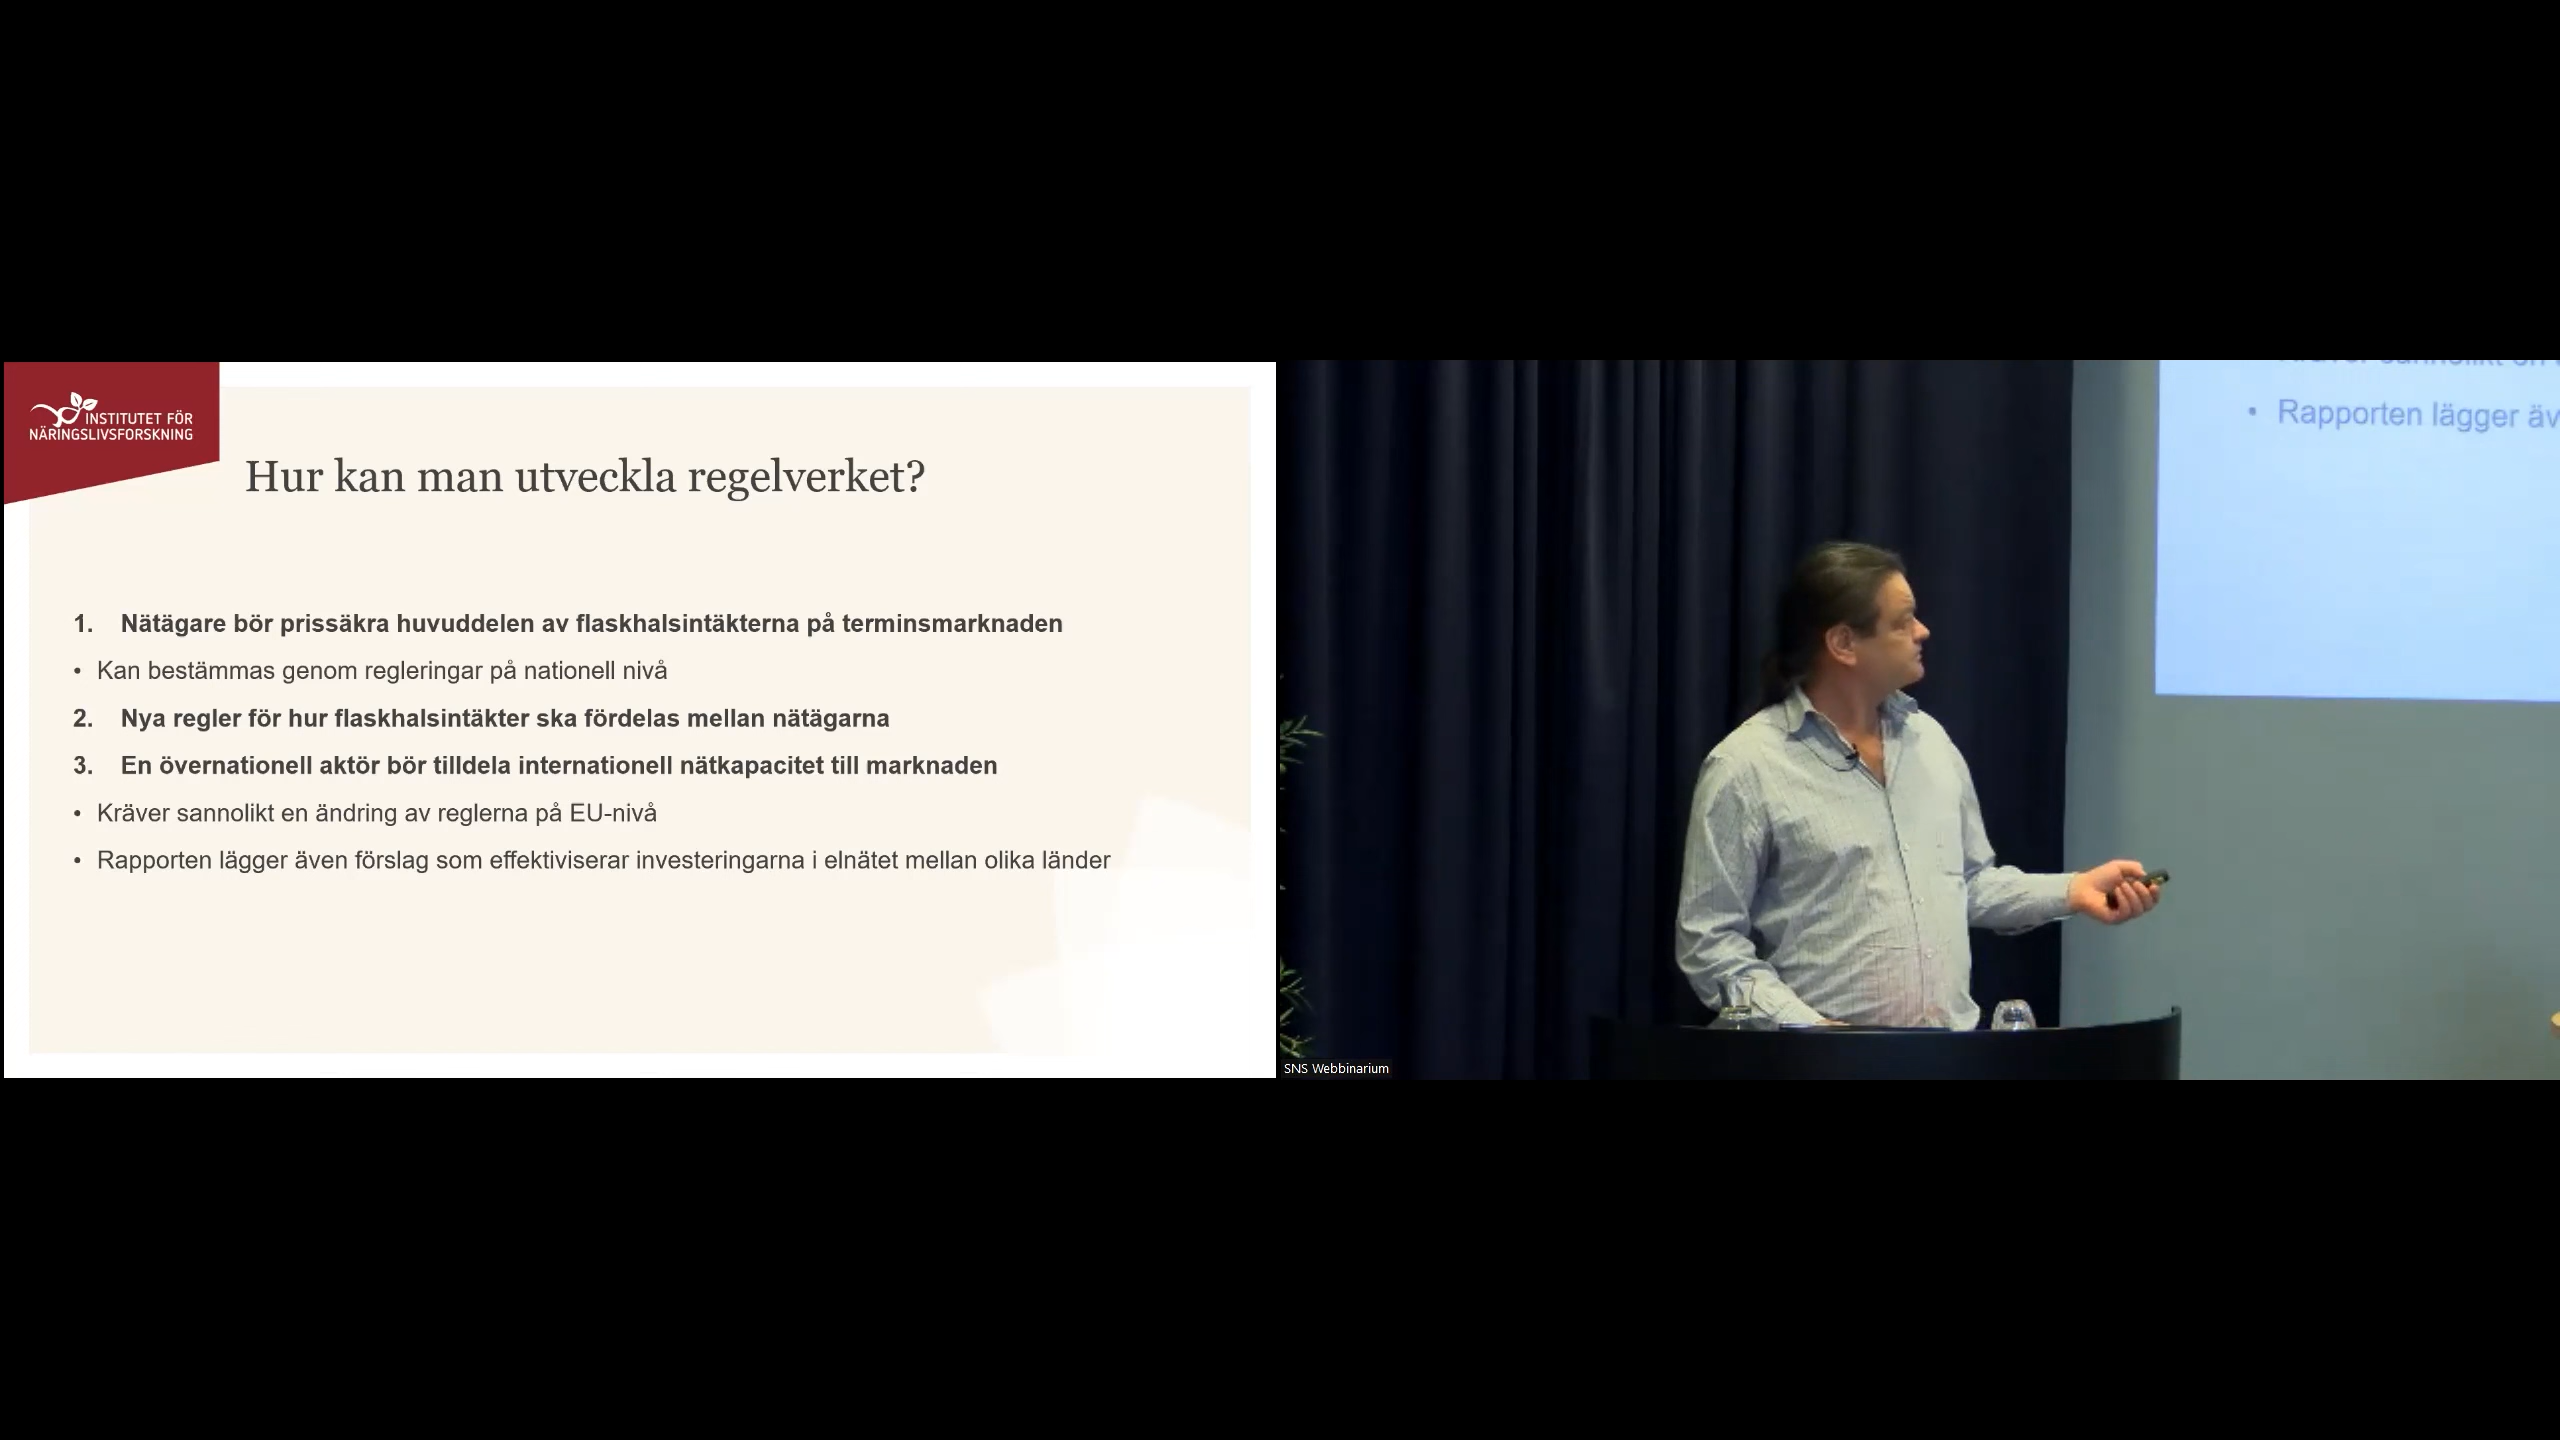 INSTITUTET FÖR
NÄRINGSLIVSFORSKNING
Hur kan man utveckla regelverket?
1. Nätägare bör prissäkra huvuddelen av flaskhalsintäkterna på terminsmarknaden
• Kan bestämmas genom regleringar på nationell nivå
2. Nya regler för hur flaskhalsintäkter ska fördelas mellan nätägarna
3. En övernationell aktör bör tilldela internationell nätkapacitet till marknaden
• Kräver sannolikt en ändring av reglerna på EU-nivå
• Rapporten lägger även förslag som effektiviserar investeringarna i elnätet mellan olika länder
• Rapporten lägger äv
SNS Webbinarium